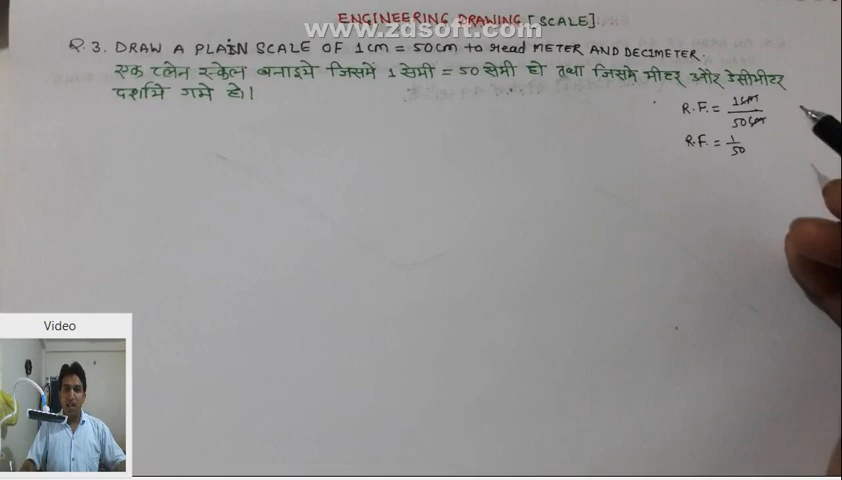 ENGINEERING DRAWING [SCALE]
www.zdsoft.com
Q.3. DRAW A PLAIN SCALE OF 1cm = 50cm to read METER AND DECIMETER.
एक प्लेन स्केल बनाइये जिसमें 1 सेमी = 50 सेमी हो तथा जिसमे मीटर और डेसीमीटर
दर्शाये गये हो।
R.F. = 1cm / 50cm
R.F. = 1/50
Video